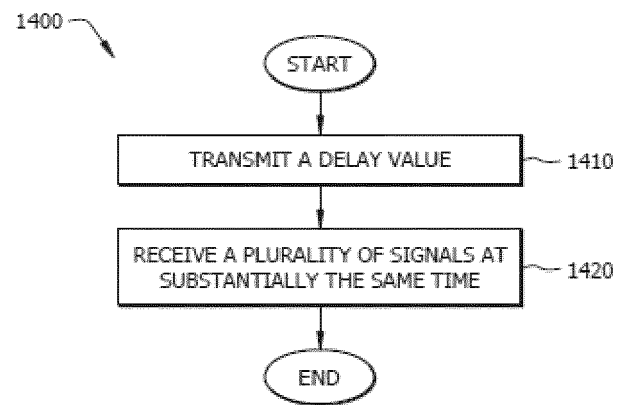 1400
START
TRANSMIT A DELAY VALUE
1410
RECEIVE A PLURALITY OF SIGNALS AT
SUBSTANTIALLY THE SAME TIME
1420
END